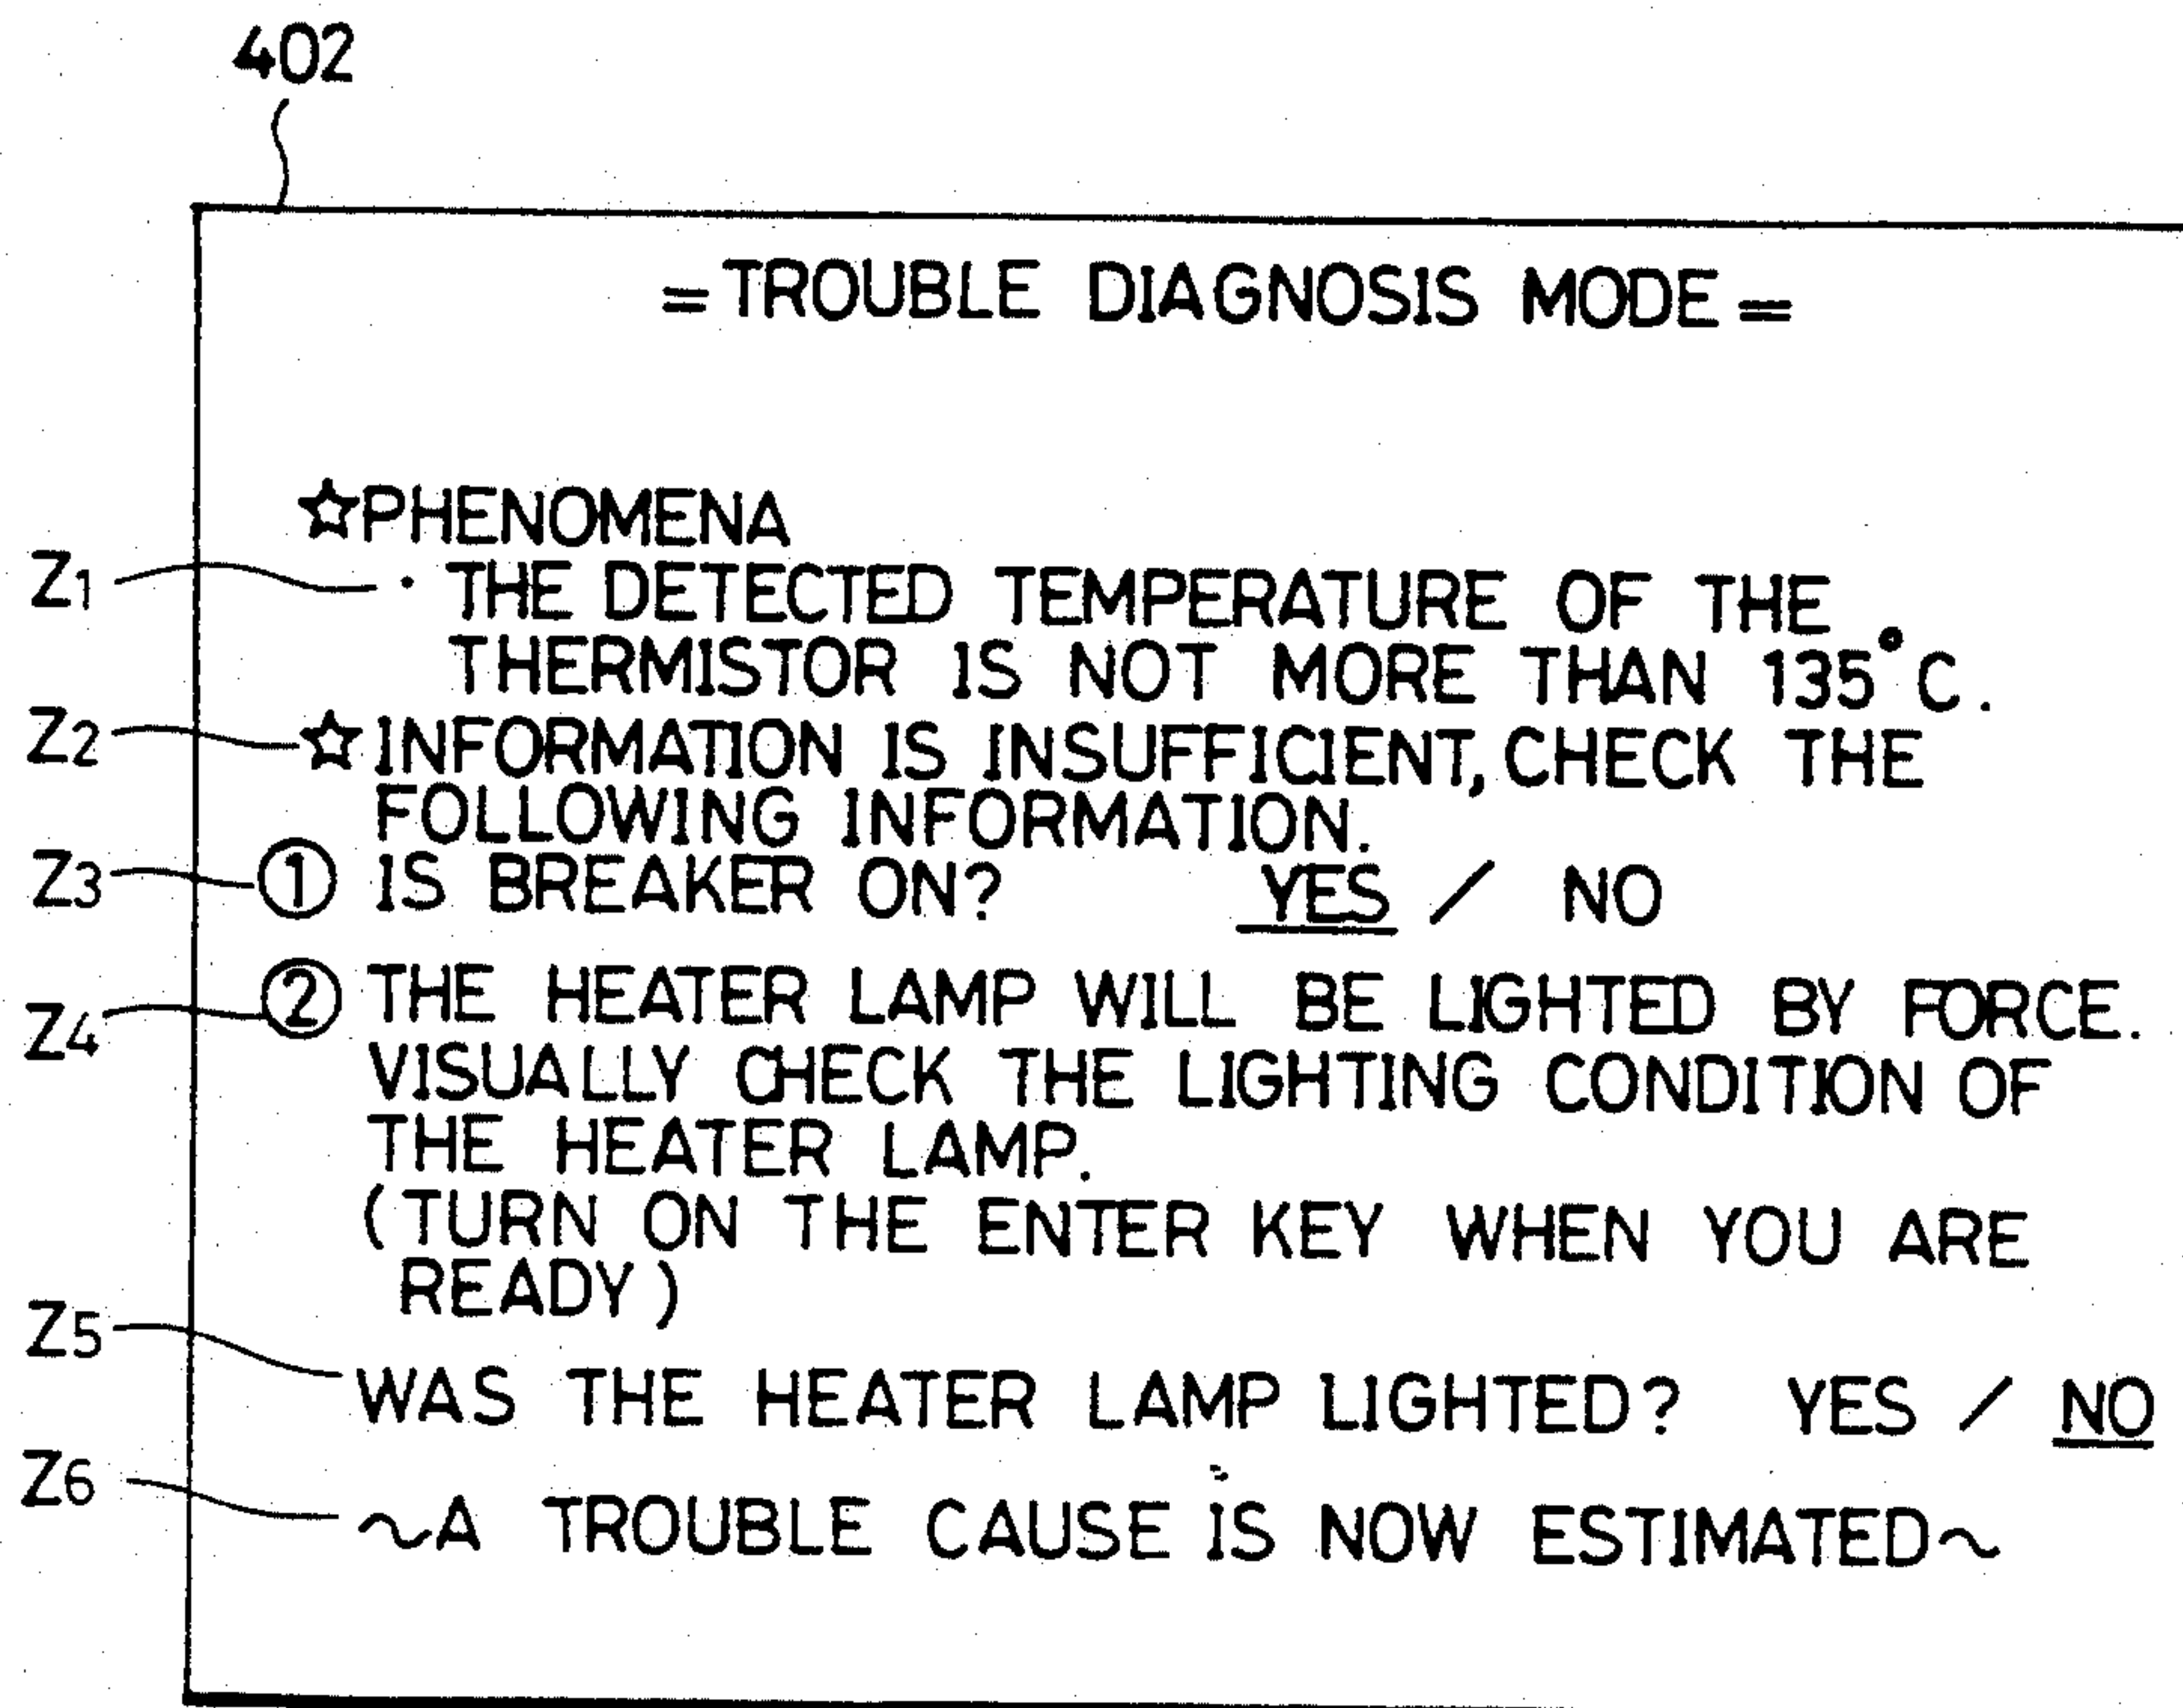 402
=TROUBLE DIAGNOSIS MODE=
☆PHENOMENA
Z1 · THE DETECTED TEMPERATURE OF THE
THERMISTOR IS NOT MORE THAN 135°C.
Z2 ☆INFORMATION IS INSUFFICIENT, CHECK THE
FOLLOWING INFORMATION.
Z3 ① IS BREAKER ON? YES / NO
Z4 ② THE HEATER LAMP WILL BE LIGHTED BY FORCE.
VISUALLY CHECK THE LIGHTING CONDITION OF
THE HEATER LAMP.
(TURN ON THE ENTER KEY WHEN YOU ARE
READY)
Z5 WAS THE HEATER LAMP LIGHTED? YES / NO
Z6 ~A TROUBLE CAUSE IS NOW ESTIMATED~